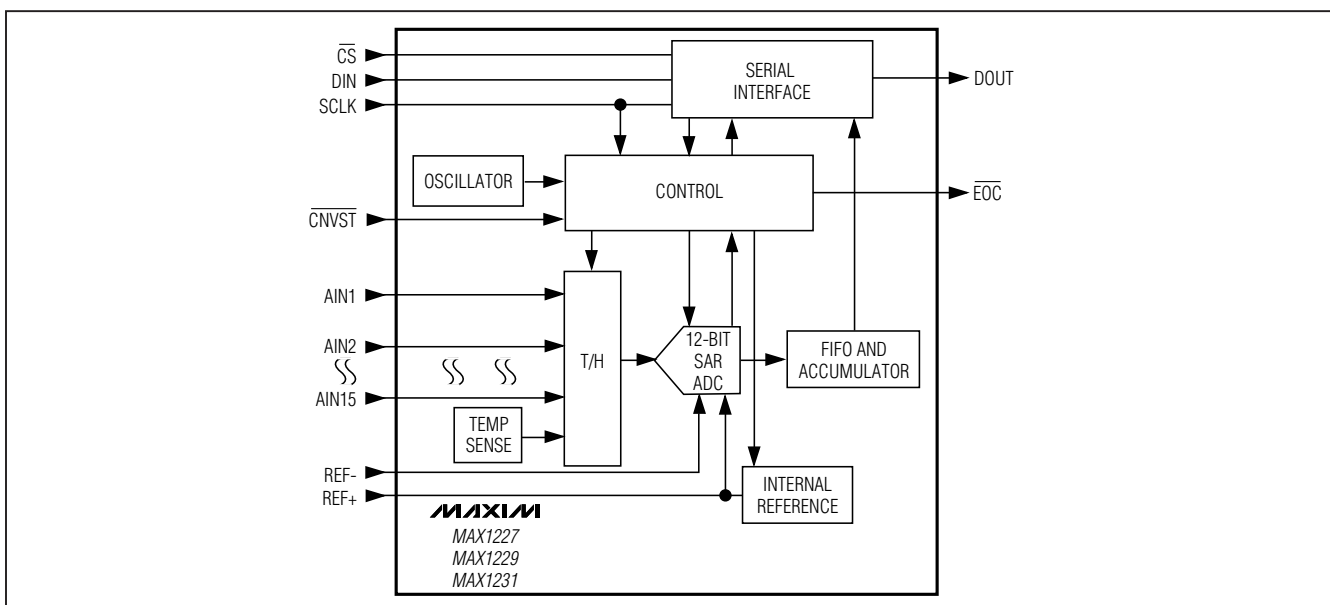 CS
DIN
SCLK
SERIAL
INTERFACE
DOUT
OSCILLATOR
CONTROL
EOC
CNVST
AIN1
AIN2
AIN15
T/H
12-BIT
SAR
ADC
FIFO AND
ACCUMULATOR
TEMP
SENSE
REF-
REF+
INTERNAL
REFERENCE
MAXIM
MAX1227
MAX1229
MAX1231